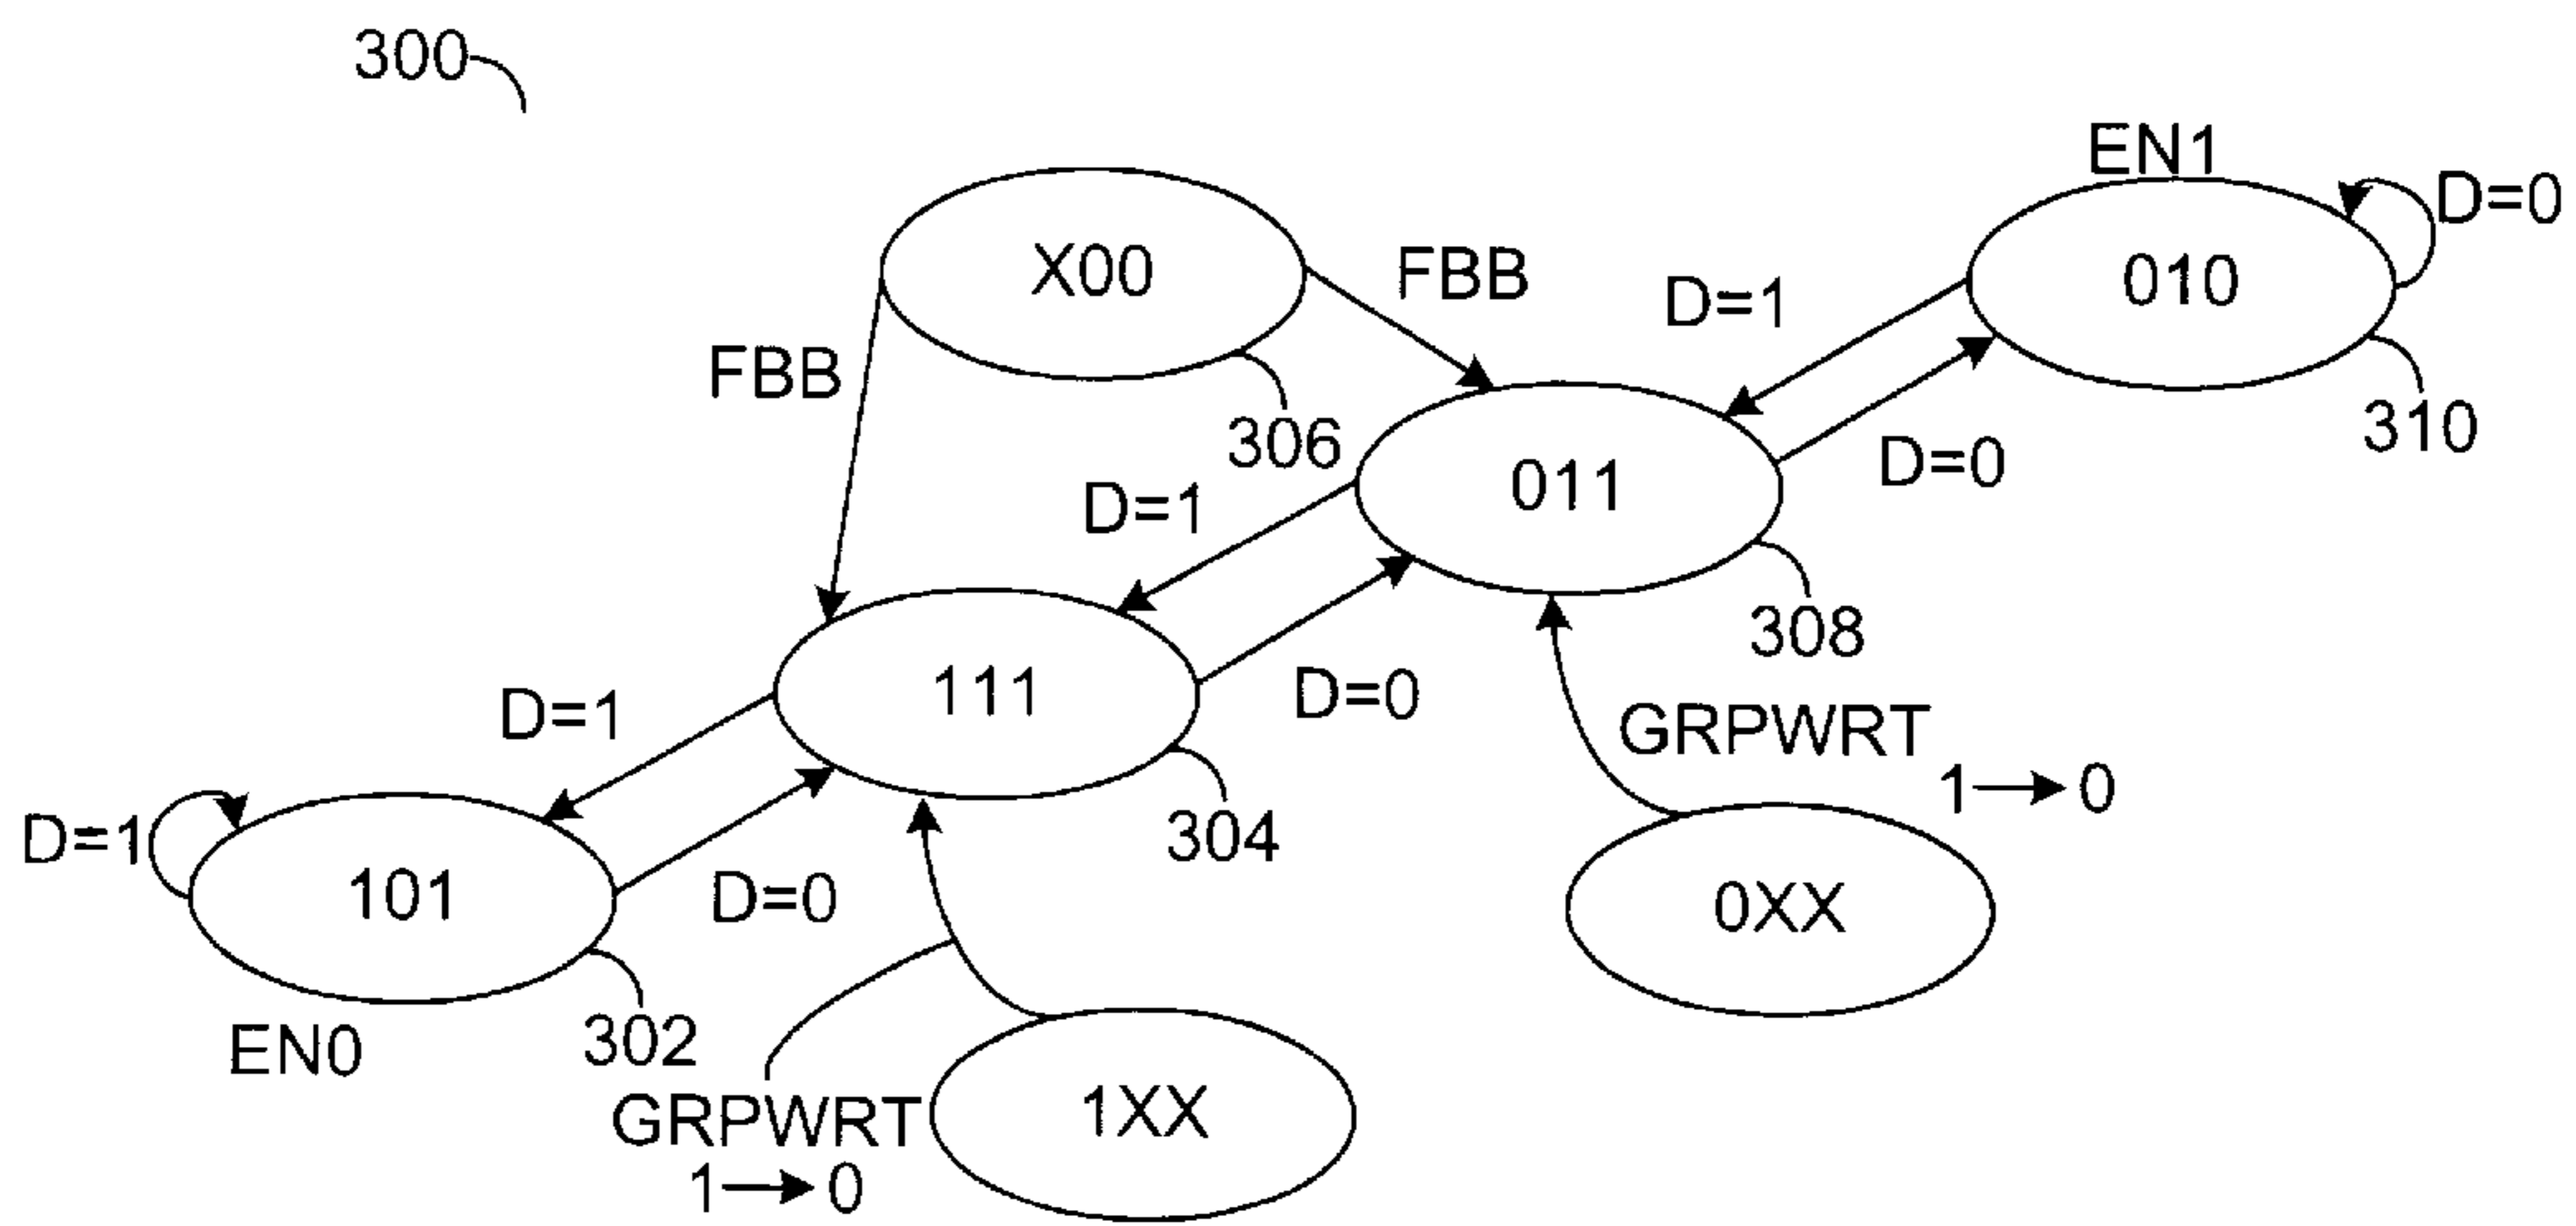 300
EN1
D=0
X00
FBB
D=1
010
FBB
306
310
D=1
011
D=0
308
D=1
111
D=0
GRPWRT
1→0
D=1
304
101
D=0
0XX
302
EN0
GRPWRT
1→0
1XX